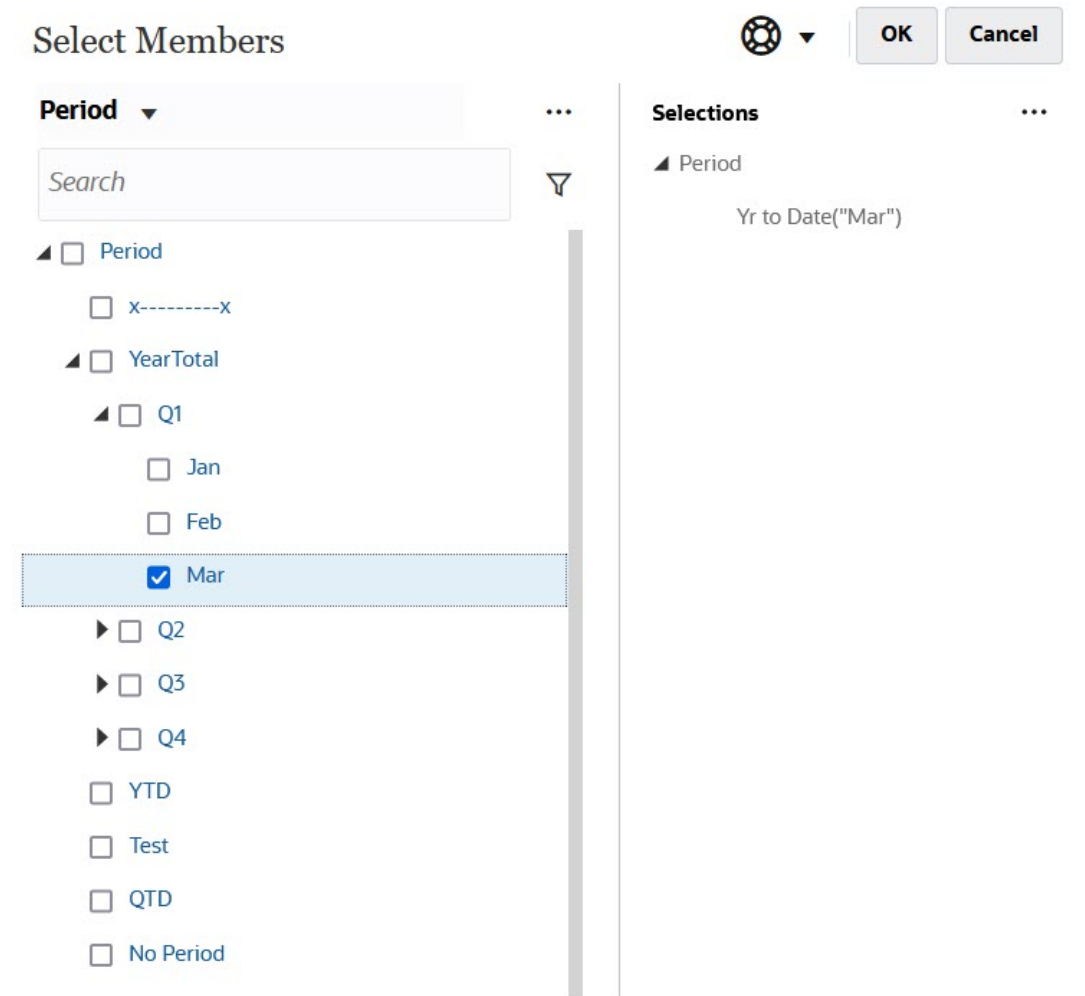 Select Members
OK
Cancel
Period
Search
Period
x---------x
YearTotal
Q1
Jan
Feb
Mar
Q2
Q3
Q4
YTD
Test
QTD
No Period
Selections
Period
Yr to Date("Mar")